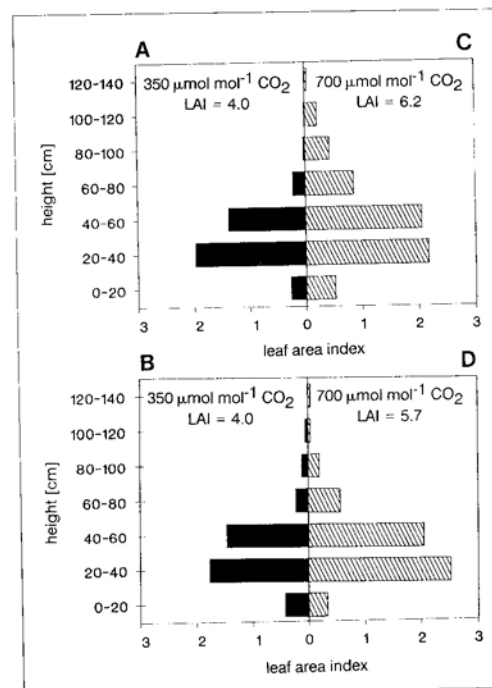 A C
350 μmol mol⁻¹ CO₂ 700 μmol mol⁻¹ CO₂
LAI = 4.0 LAI = 6.2
height [cm]
120-140
100-120
80-100
60-80
40-60
20-40
0-20
3 2 1 0 1 2 3
leaf area index
B D
350 μmol mol⁻¹ CO₂ 700 μmol mol⁻¹ CO₂
LAI = 4.0 LAI = 5.7
height [cm]
120-140
100-120
80-100
60-80
40-60
20-40
0-20
3 2 1 0 1 2 3
leaf area index